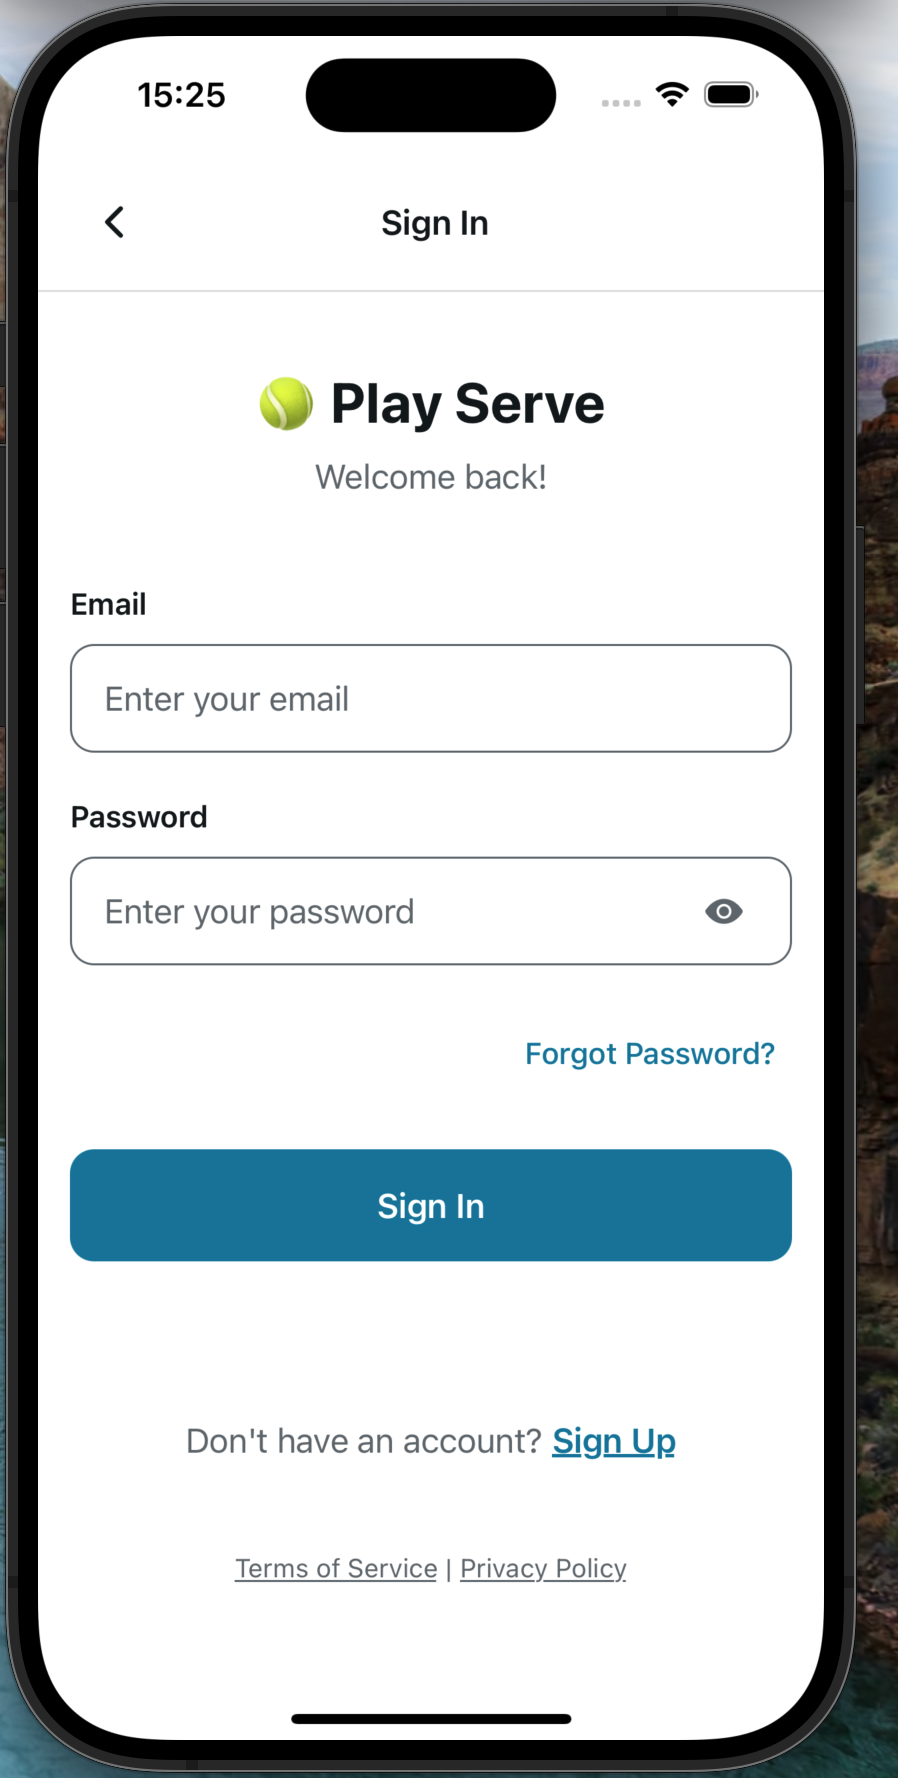 15:25
Sign In
Play Serve
Welcome back!
Email
Enter your email
Password
Enter your password
Forgot Password?
Sign In
Don't have an account? Sign Up
Terms of Service | Privacy Policy